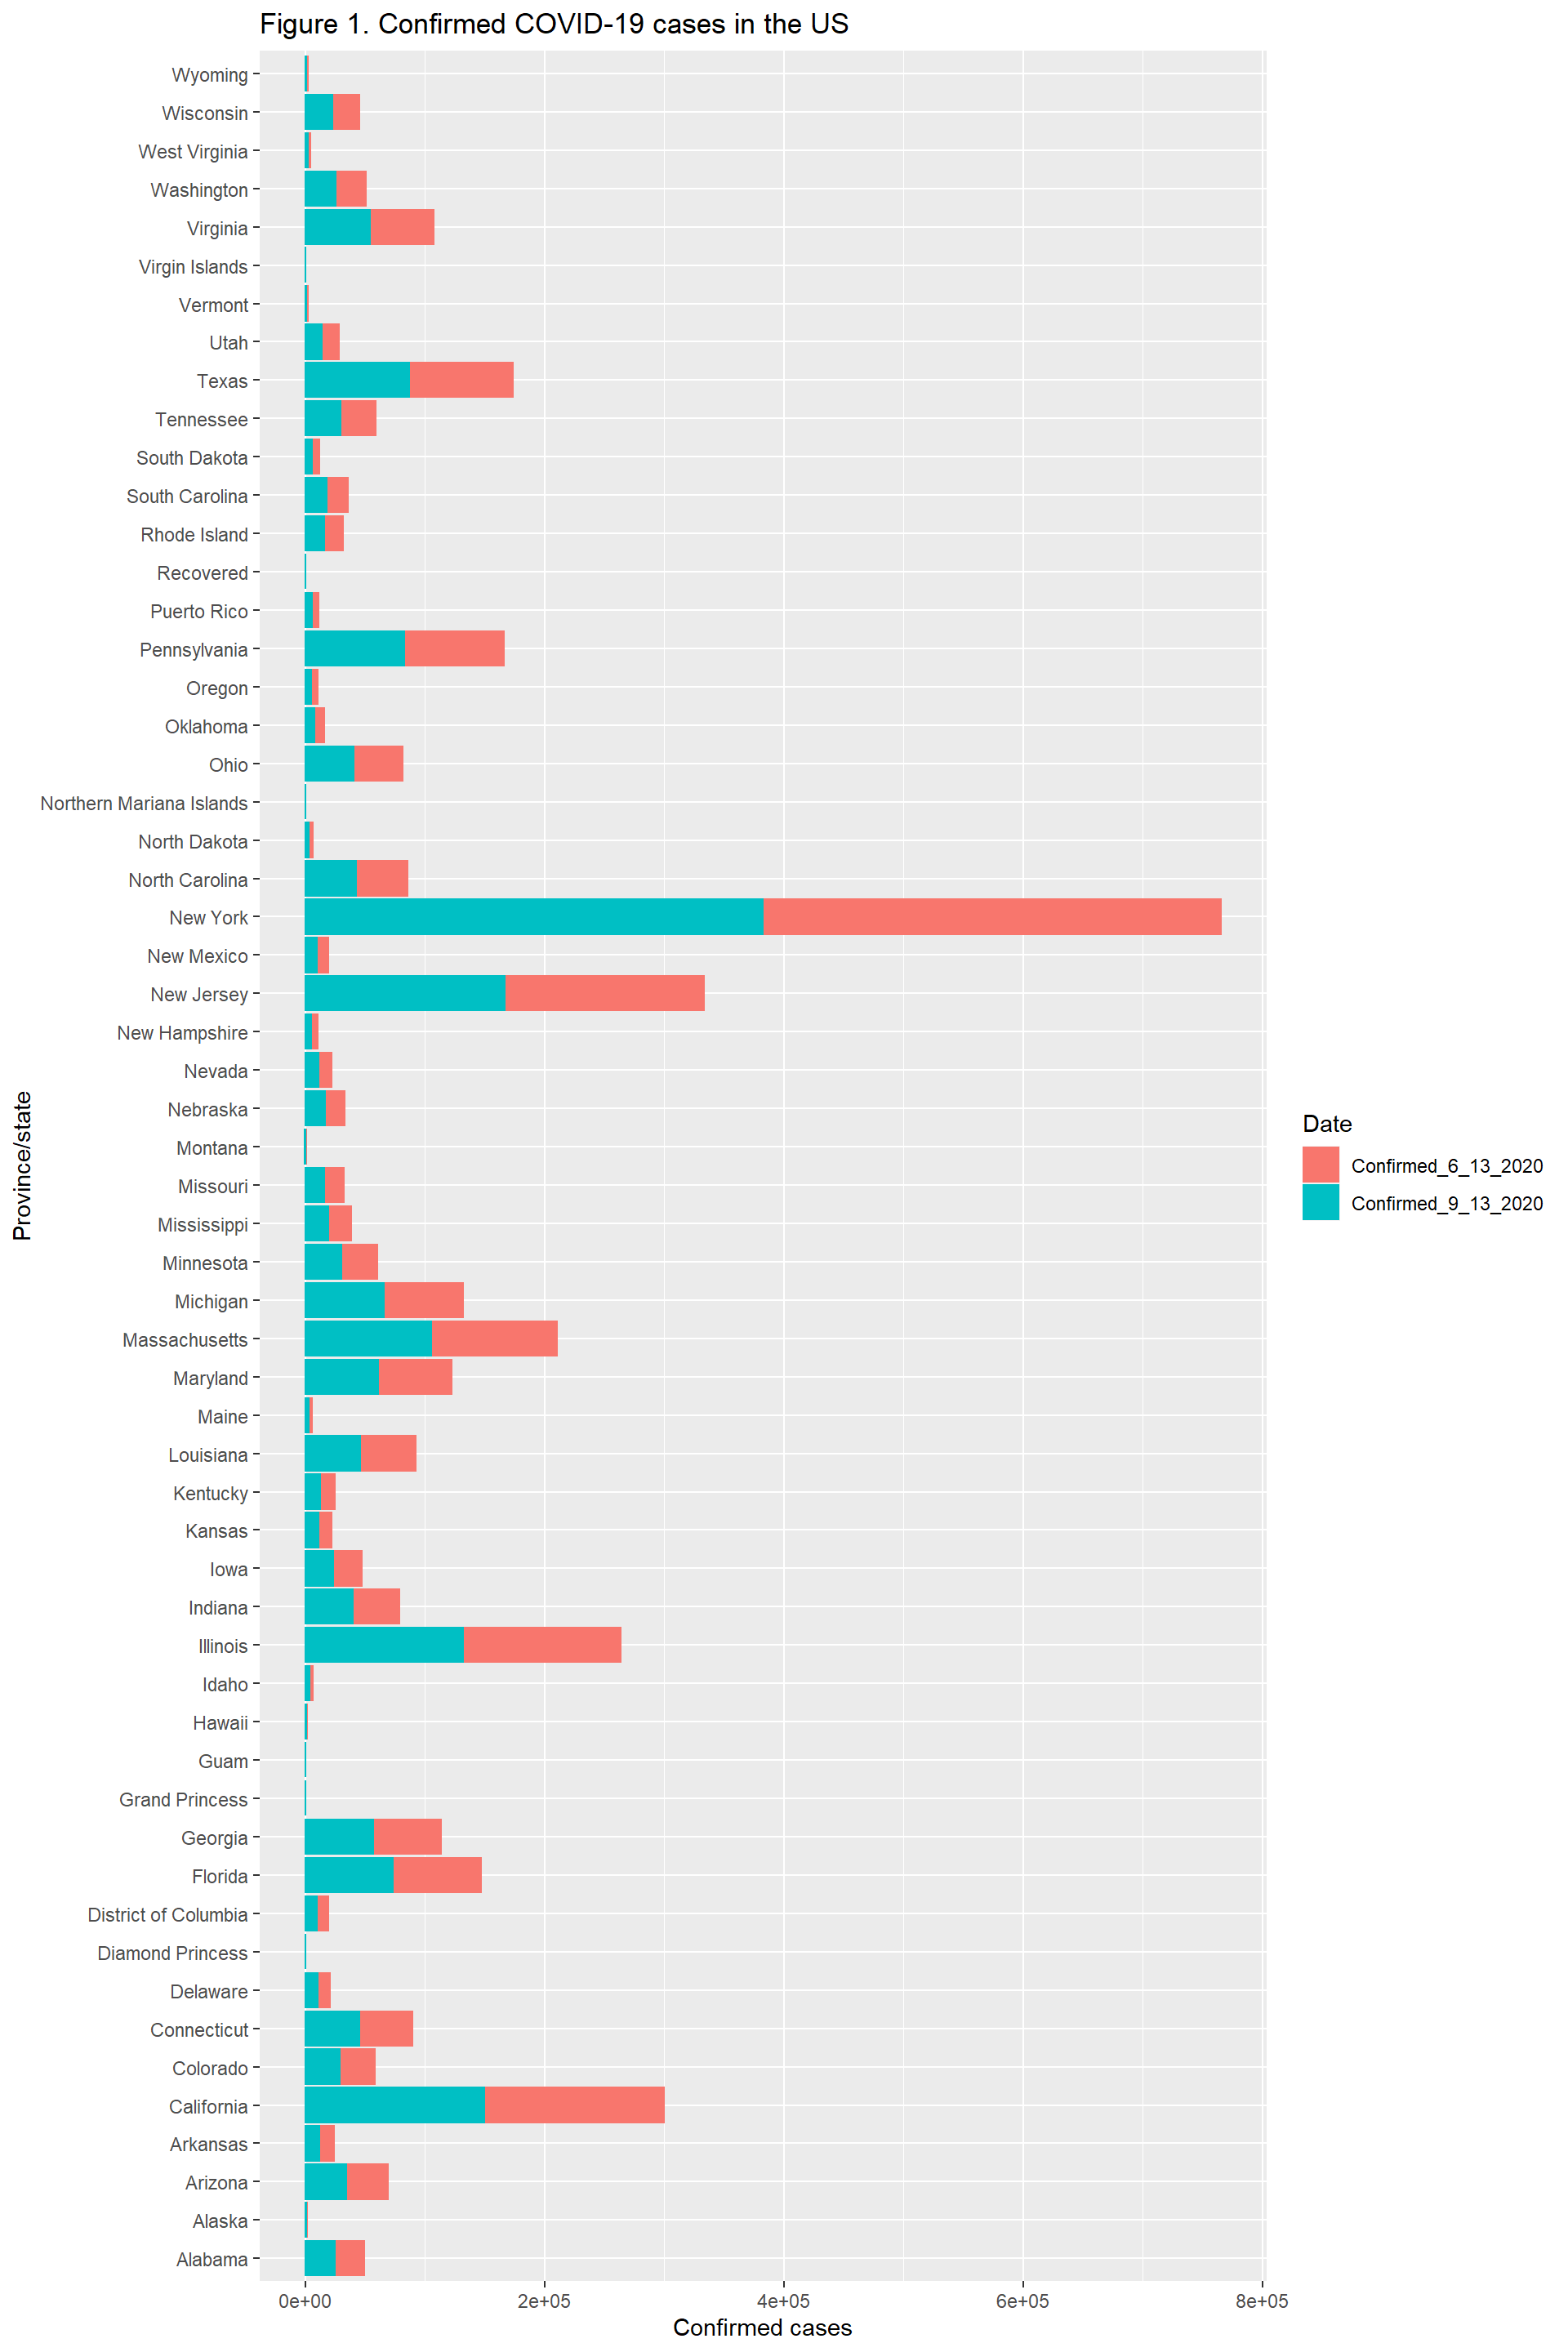 Figure 1. Confirmed COVID-19 cases in the US
Wyoming
Wisconsin
West Virginia
Washington
Virginia
Virgin Islands
Vermont
Utah
Texas
Tennessee
South Dakota
South Carolina
Rhode Island
Recovered
Puerto Rico
Pennsylvania
Oregon
Oklahoma
Ohio
Northern Mariana Islands
North Dakota
North Carolina
New York
New Mexico
New Jersey
New Hampshire
Nevada
Nebraska
Montana
Missouri
Mississippi
Minnesota
Michigan
Massachusetts
Maryland
Maine
Louisiana
Kentucky
Kansas
Iowa
Indiana
Illinois
Idaho
Hawaii
Guam
Grand Princess
Georgia
Florida
District of Columbia
Diamond Princess
Delaware
Connecticut
Colorado
California
Arkansas
Arizona
Alaska
Alabama
Province/state
0e+00 2e+05 4e+05 6e+05 8e+05
Confirmed cases
Date
Confirmed_6_13_2020
Confirmed_9_13_2020